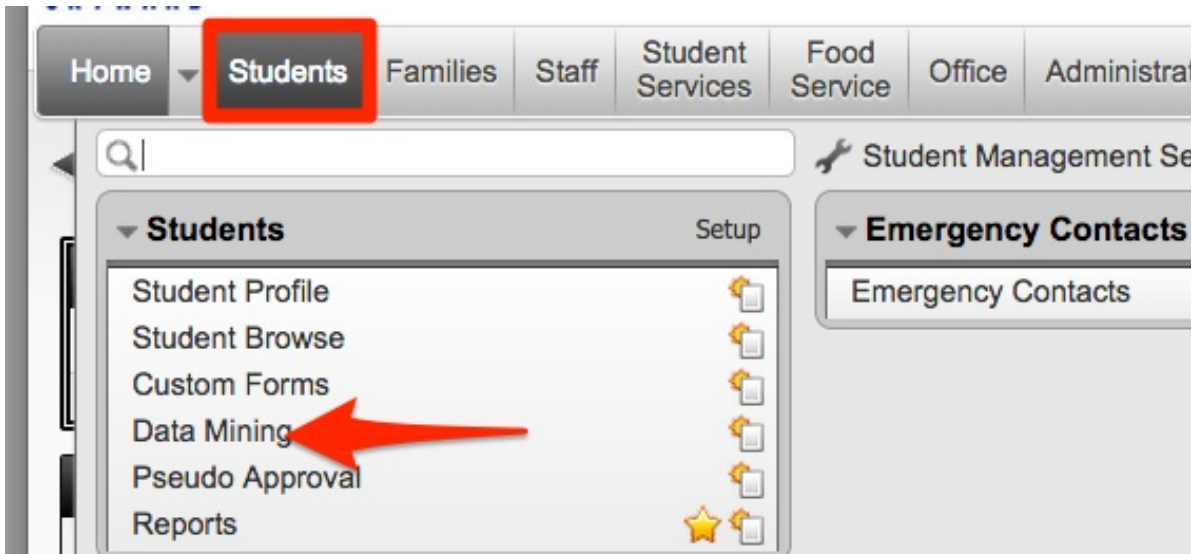 Home Students Families Staff Student Services Food Service Office Administrat
Student Management Se
Students Setup
Emergency Contacts
Student Profile
Emergency Contacts
Student Browse
Custom Forms
Data Mining
Pseudo Approval
Reports